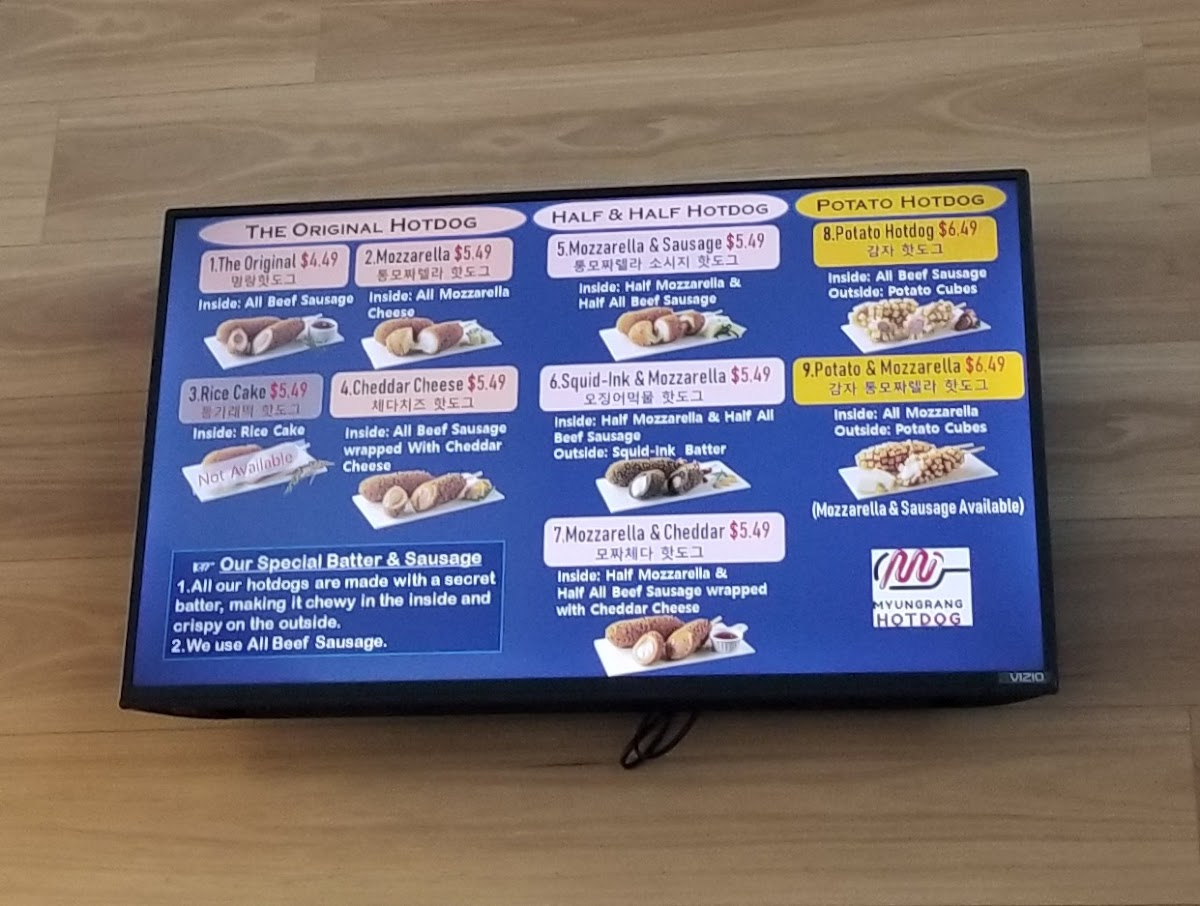 THE ORIGINAL HOTDOG
1.The Original $4.49
명랑핫도그
Inside: All Beef Sausage
2.Mozzarella $5.49
통모짜렐라 핫도그
Inside: All Mozzarella
Cheese
3.Rice Cake $5.49
핫도그
Inside: Rice Cake
Not Available
4.Cheddar Cheese $5.49
체다치즈 핫도그
Inside: All Beef Sausage
wrapped With Cheddar
Cheese
Our Special Batter & Sausage
1.All our hotdogs are made with a secret
batter, making it chewy in the inside and
crispy on the outside.
2.We use All Beef Sausage.
HALF & HALF HOTDOG
5.Mozzarella & Sausage $5.49
통모짜렐라 소시지 핫도그
Inside: Half Mozzarella &
Half All Beef Sausage
6.Squid-Ink & Mozzarella $5.49
오징어먹물 핫도그
Inside: Half Mozzarella & Half All
Beef Sausage
Outside: Squid-Ink Batter
7.Mozzarella & Cheddar $5.49
모짜체다 핫도그
Inside: Half Mozzarella &
Half All Beef Sausage wrapped
with Cheddar Cheese
POTATO HOTDOG
8.Potato Hotdog $6.49
감자 핫도그
Inside: All Beef Sausage
Outside: Potato Cubes
9.Potato & Mozzarella $6.49
감자 통모짜렐라 핫도그
Inside: All Mozzarella
Outside: Potato Cubes
(Mozzarella & Sausage Available)
MYUNGRANG
HOTDOG
VIZIO